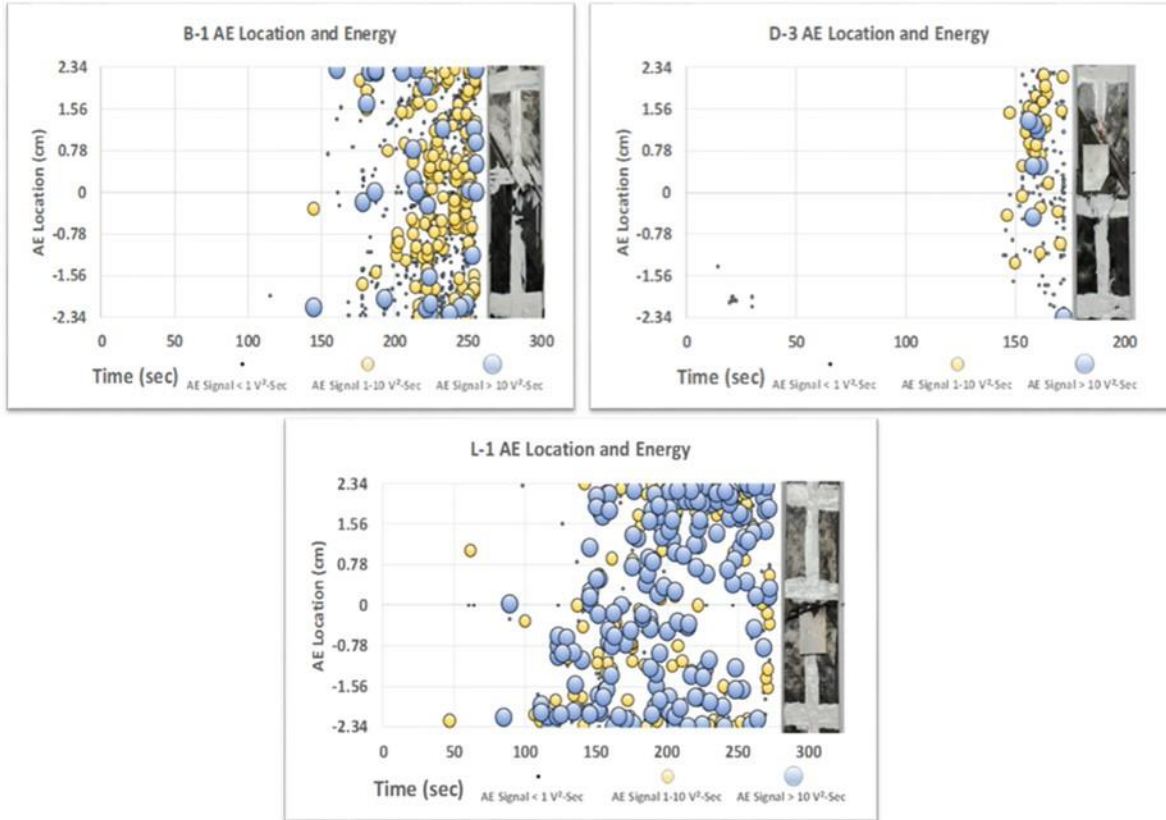 B-1 AE Location and Energy
AE Location (cm)
2.34
1.56
0.78
0
-0.78
-1.56
-2.34
0 50 100 150 200 250 300
Time (sec)
AE Signal < 1 V²-Sec AE Signal 1-10 V²-Sec AE Signal > 10 V²-Sec
D-3 AE Location and Energy
AE Location (cm)
2.34
1.56
0.78
0
-0.78
-1.56
-2.34
0 50 100 150 200
Time (sec)
AE Signal < 1 V²-Sec AE Signal 1-10 V²-Sec AE Signal > 10 V²-Sec
L-1 AE Location and Energy
AE Location (cm)
2.34
1.56
0.78
0
-0.78
-1.56
-2.34
0 50 100 150 200 250 300
Time (sec)
AE Signal < 1 V²-Sec AE Signal 1-10 V²-Sec AE Signal > 10 V²-Sec